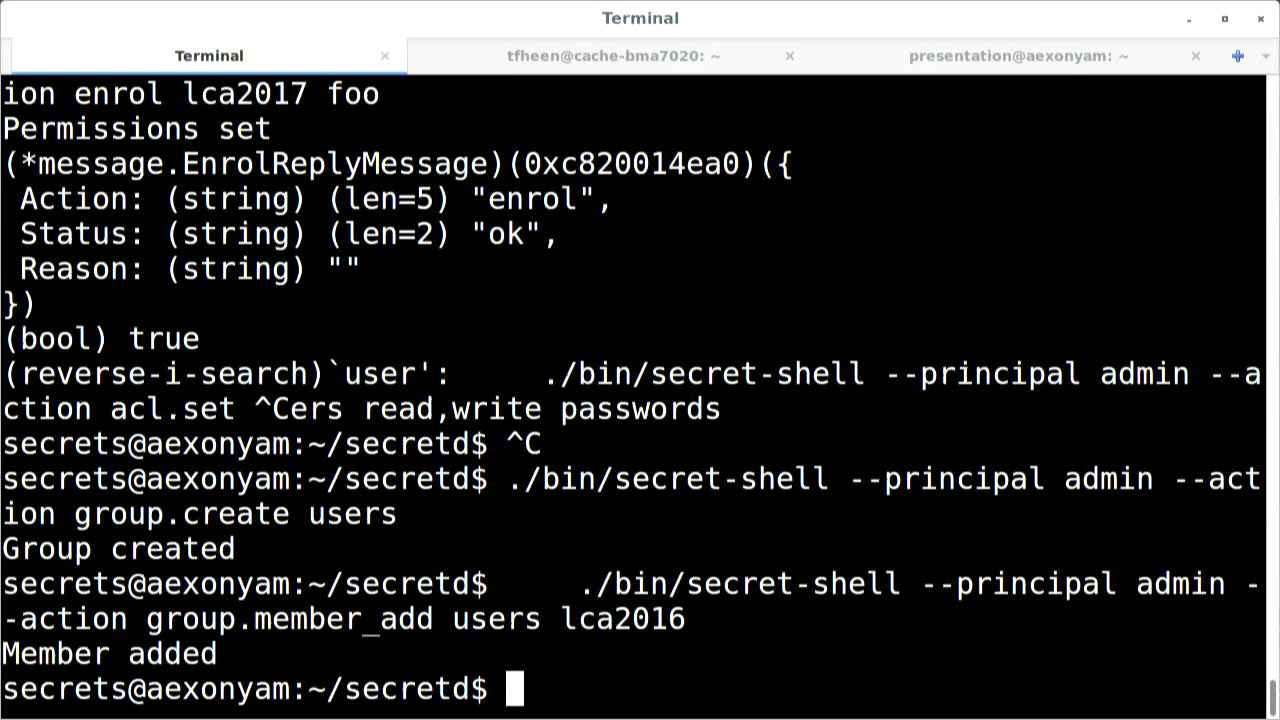 Terminal
Terminal
tfheen@cache-bma7020: ~
presentation@aexonyam: ~
ion enrol lca2017 foo
Permissions set
(*message.EnrolReplyMessage)(0xc820014ea0)({
 Action: (string) (len=5) "enrol",
 Status: (string) (len=2) "ok",
 Reason: (string) ""
})
(bool) true
(reverse-i-search)`user':     ./bin/secret-shell --principal admin --a
ction acl.set ^Cers read,write passwords
secrets@aexonyam:~/secretd$ ^C
secrets@aexonyam:~/secretd$ ./bin/secret-shell --principal admin --act
ion group.create users
Group created
secrets@aexonyam:~/secretd$     ./bin/secret-shell --principal admin -
-action group.member_add users lca2016
Member added
secrets@aexonyam:~/secretd$